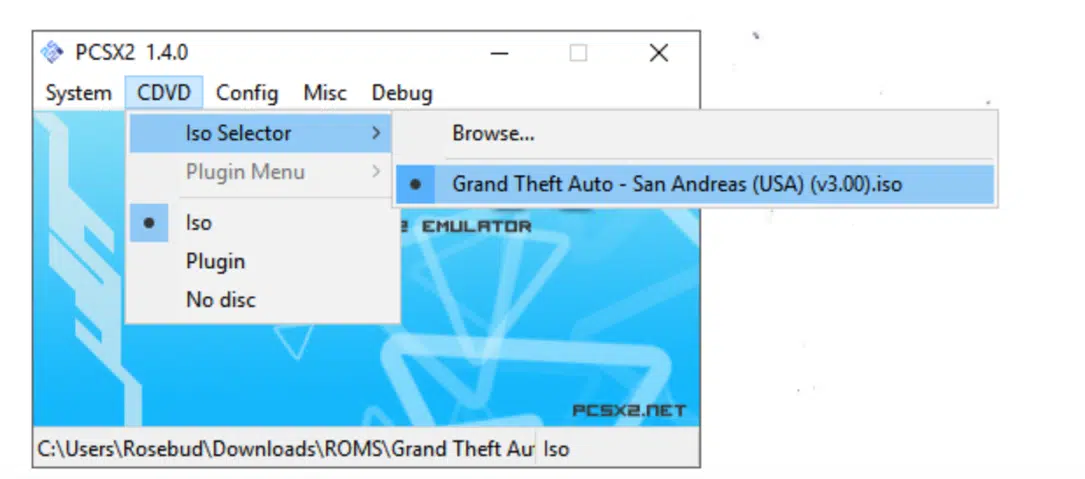 PCSX2 1.4.0
System CDVD Config Misc Debug
Iso Selector
Browse...
Plugin Menu
Grand Theft Auto - San Andreas (USA) (v3.00).iso
Iso
2 EMULATOR
Plugin
No disc
PCSX2.NET
C:\Users\Rosebud\Downloads\ROMS\Grand Theft Au Iso